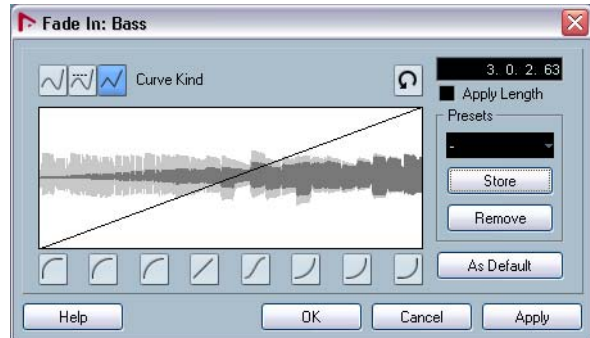 Fade In: Bass
Curve Kind
3. 0. 2. 63
Apply Length
Presets
-
Store
Remove
As Default
Help
OK
Cancel
Apply